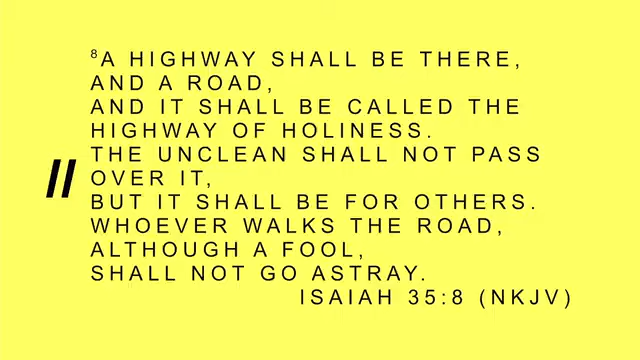 ⁸A HIGHWAY SHALL BE THERE,
AND A ROAD,
AND IT SHALL BE CALLED THE
HIGHWAY OF HOLINESS.
THE UNCLEAN SHALL NOT PASS
OVER IT,
BUT IT SHALL BE FOR OTHERS.
WHOEVER WALKS THE ROAD,
ALTHOUGH A FOOL,
SHALL NOT GO ASTRAY.
ISAIAH 35:8 (NKJV)
//